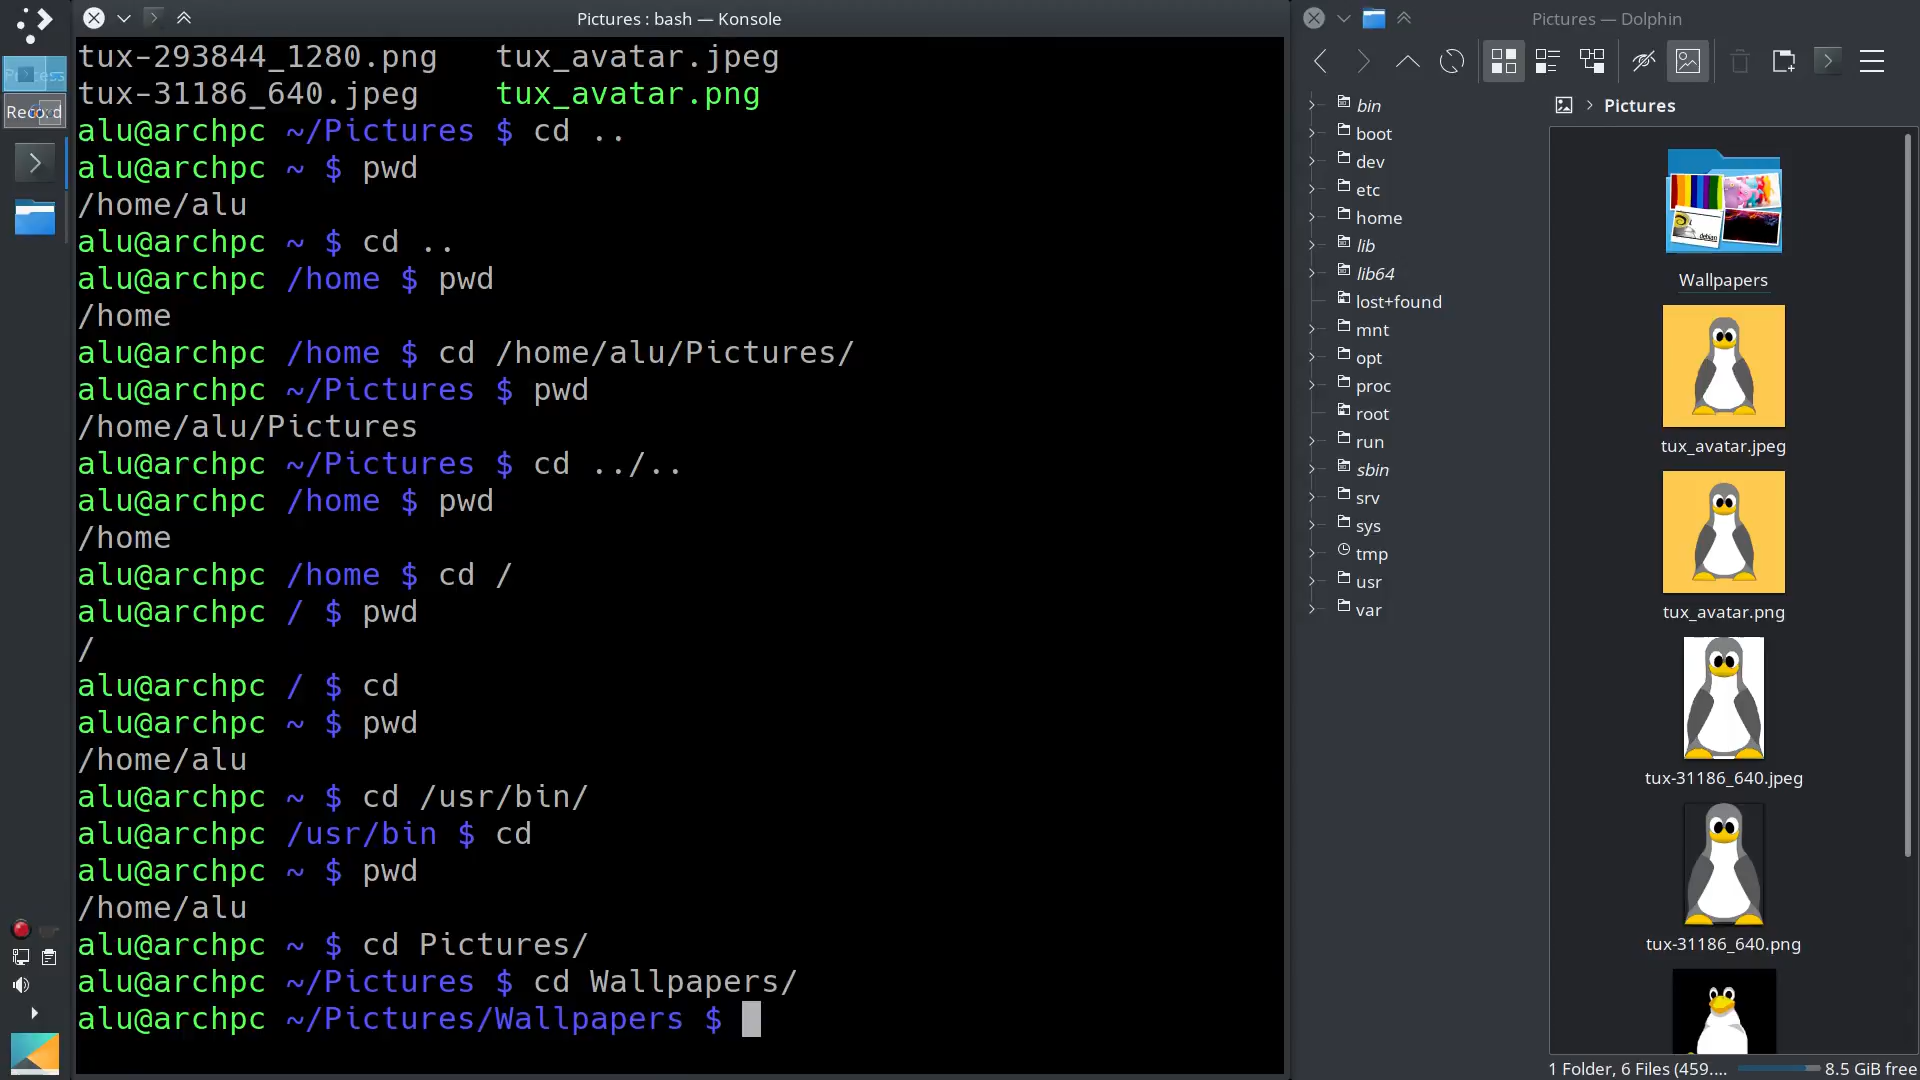 Pictures : bash — Konsole
tux-293844_1280.png tux_avatar.jpeg
tux-31186_640.jpeg tux_avatar.png
alu@archpc ~/Pictures $ cd ..
alu@archpc ~ $ pwd
/home/alu
alu@archpc ~ $ cd ..
alu@archpc /home $ pwd
/home
alu@archpc /home $ cd /home/alu/Pictures/
alu@archpc ~/Pictures $ pwd
/home/alu/Pictures
alu@archpc ~/Pictures $ cd ../..
alu@archpc /home $ pwd
/home
alu@archpc /home $ cd /
alu@archpc / $ pwd
/
alu@archpc / $ cd
alu@archpc ~ $ pwd
/home/alu
alu@archpc ~ $ cd /usr/bin/
alu@archpc /usr/bin $ cd
alu@archpc ~ $ pwd
/home/alu
alu@archpc ~ $ cd Pictures/
alu@archpc ~/Pictures $ cd Wallpapers/
alu@archpc ~/Pictures/Wallpapers $
Pictures — Dolphin
bin
boot
dev
etc
home
lib
lib64
lost+found
mnt
opt
proc
root
run
sbin
srv
sys
tmp
usr
var
> Pictures
debian
Wallpapers
tux_avatar.jpeg
tux_avatar.png
tux-31186_640.jpeg
tux-31186_640.png
1 Folder, 6 Files (459....
8.5 GiB free